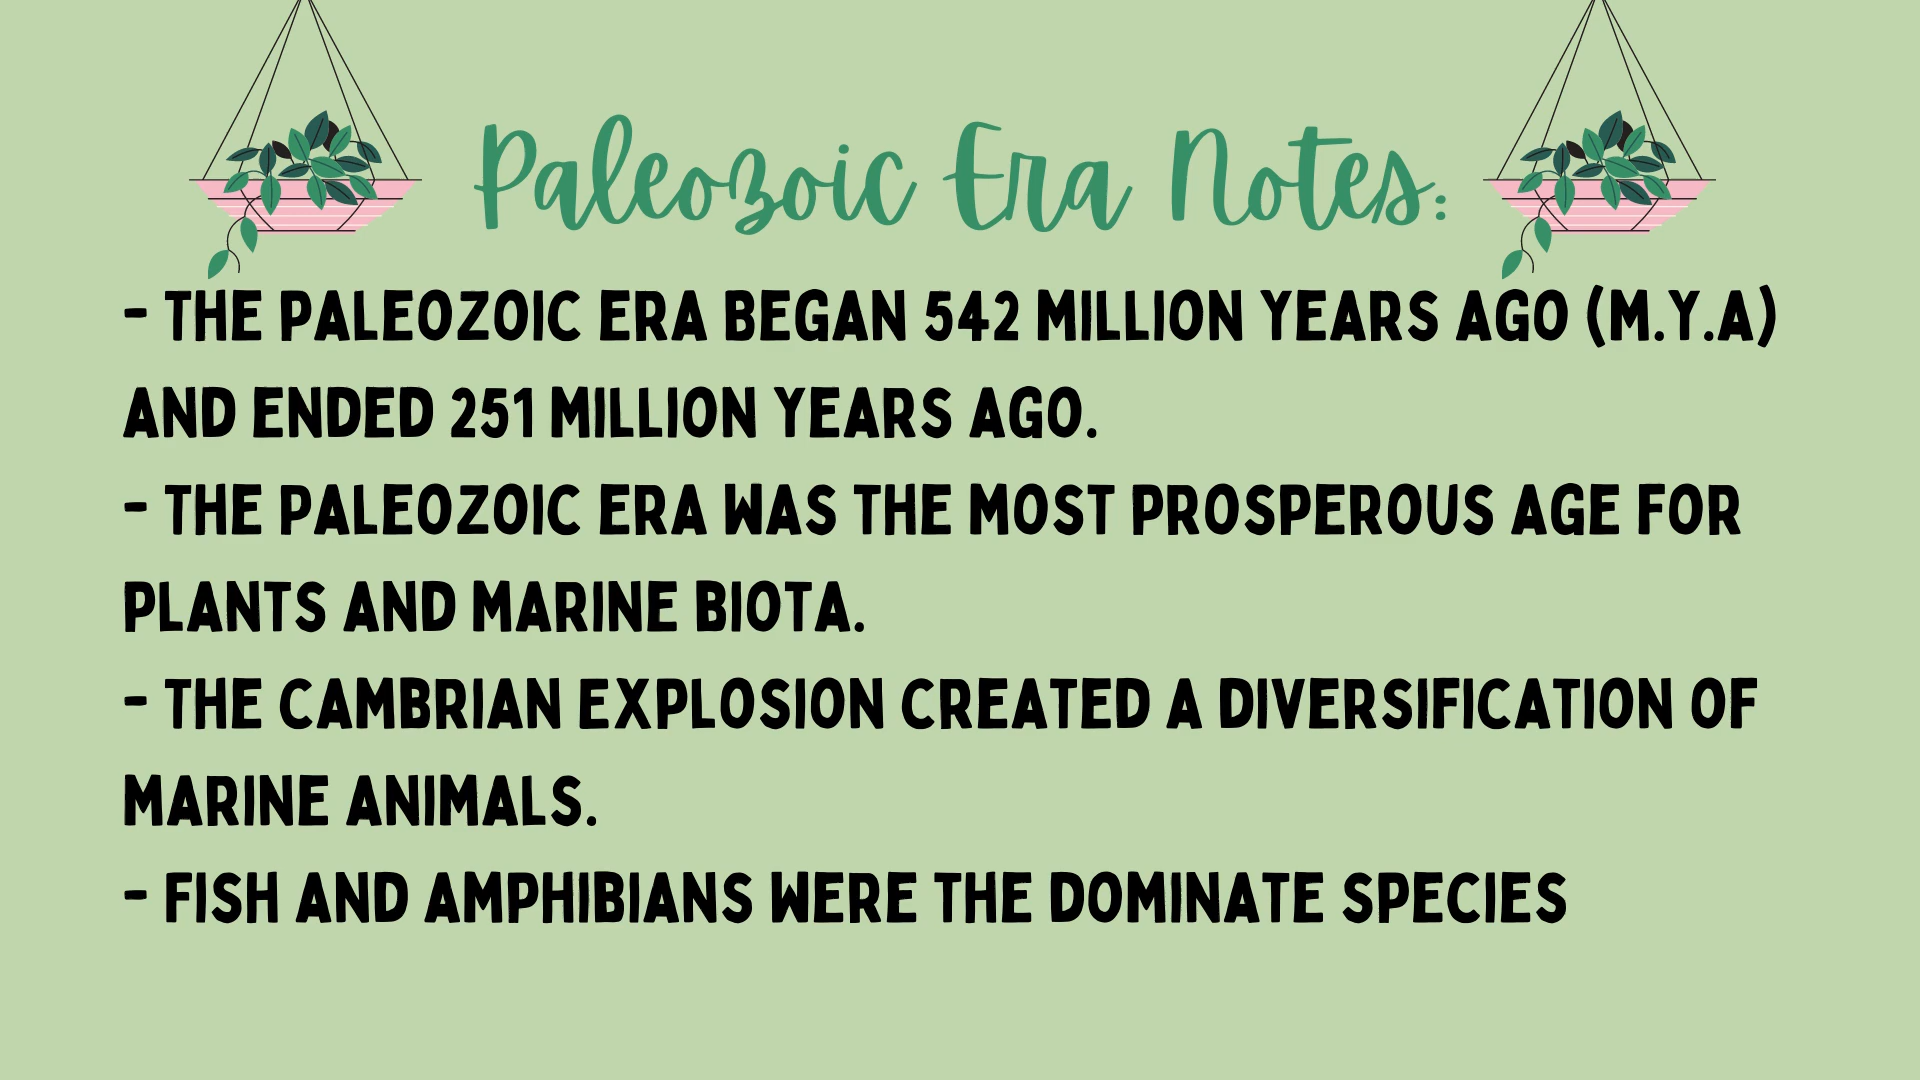 Paleozoic Era Notes:
- THE PALEOZOIC ERA BEGAN 542 MILLION YEARS AGO (M.Y.A)
AND ENDED 251 MILLION YEARS AGO.
- THE PALEOZOIC ERA WAS THE MOST PROSPEROUS AGE FOR
PLANTS AND MARINE BIOTA.
- THE CAMBRIAN EXPLOSION CREATED A DIVERSIFICATION OF
MARINE ANIMALS.
- FISH AND AMPHIBIANS WERE THE DOMINATE SPECIES